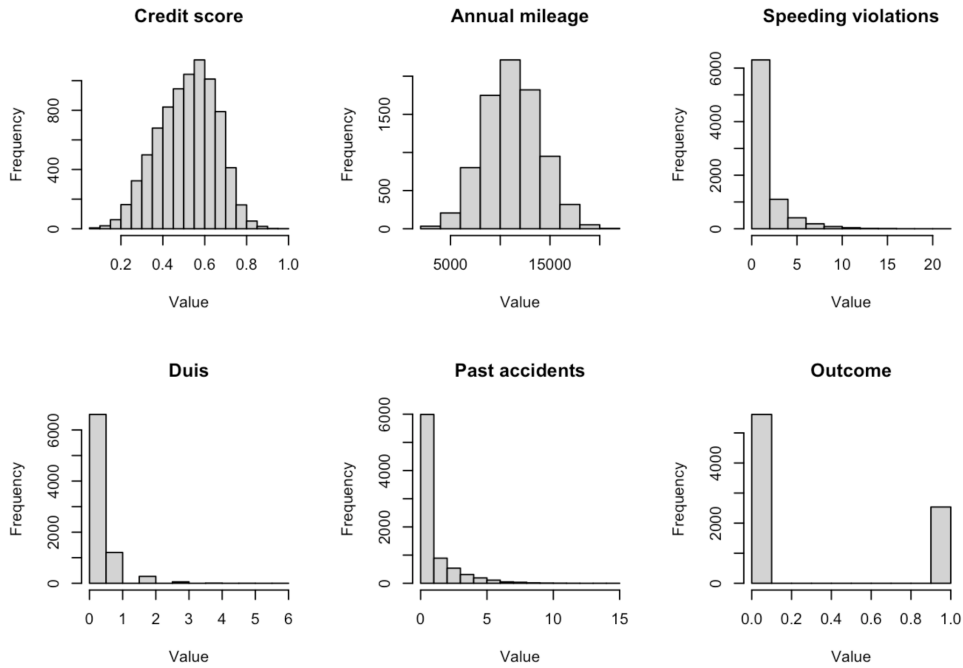 Credit score
Frequency
0
400
800
0.2 0.4 0.6 0.8 1.0
Value
Annual mileage
Frequency
0
500
1500
5000 15000
Value
Speeding violations
Frequency
0
2000
4000
6000
0 5 10 15 20
Value
Duis
Frequency
0
2000
4000
6000
0 1 2 3 4 5 6
Value
Past accidents
Frequency
0
2000
4000
6000
0 5 10 15
Value
Outcome
Frequency
0
2000
4000
0.0 0.2 0.4 0.6 0.8 1.0
Value